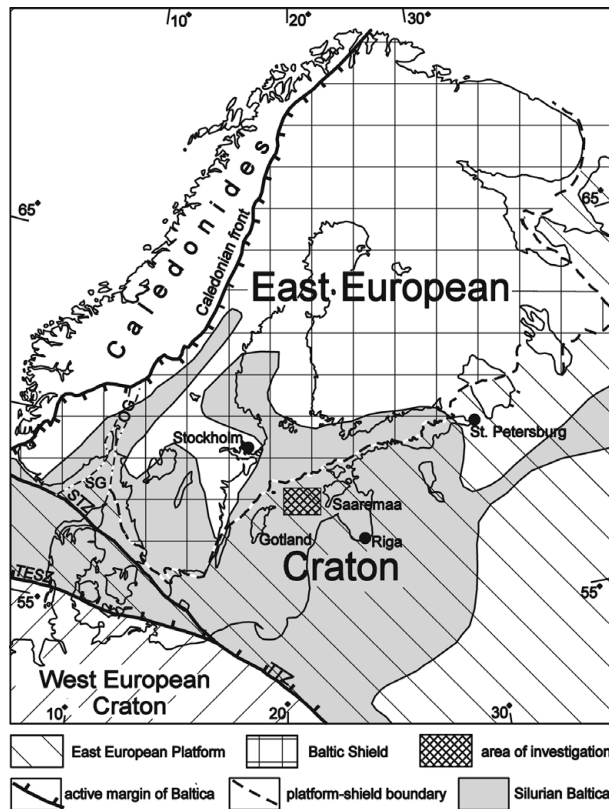 10°
20°
30°
65°
65°
Caledonides
Caledonian front
East European
OG
Stockholm
St. Petersburg
SG
STZ
Saaremaa
Gotland
Riga
Craton
TESZ
55°
55°
TTZ
West European
Craton
10°
20°
30°
East European Platform
Baltic Shield
area of investigation
active margin of Baltica
platform-shield boundary
Silurian Baltica